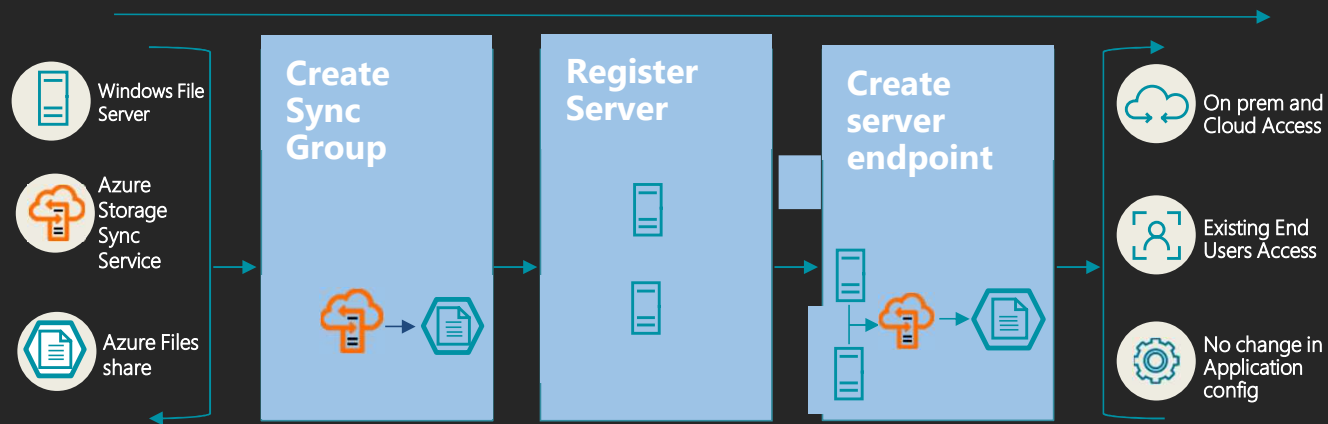 Windows File
Server
Azure
Storage
Sync
Service
Azure Files
share
Create
Sync
Group
Register
Server
Create
server
endpoint
On prem and
Cloud Access
Existing End
Users Access
No change in
Application
config